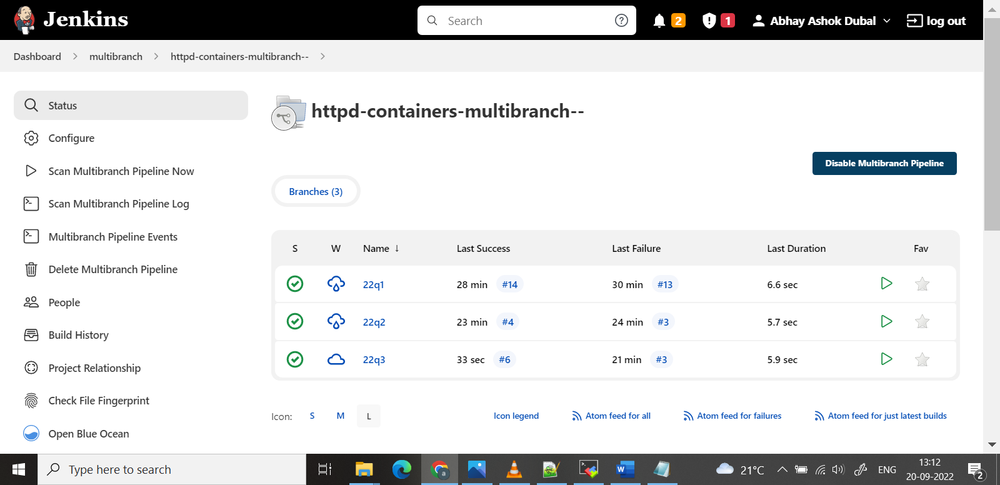 Jenkins
Search
2
1
Abhay Ashok Dubal
log out
Dashboard
multibranch
httpd-containers-multibranch--
Status
Configure
Scan Multibranch Pipeline Now
Scan Multibranch Pipeline Log
Multibranch Pipeline Events
Delete Multibranch Pipeline
People
Build History
Project Relationship
Check File Fingerprint
Open Blue Ocean
httpd-containers-multibranch--
Disable Multibranch Pipeline
Branches (3)
S W Name ↓ Last Success Last Failure Last Duration Fav
22q1 28 min #14 30 min #13 6.6 sec
22q2 23 min #4 24 min #3 5.7 sec
22q3 33 sec #6 21 min #3 5.9 sec
Icon: S M L
Icon legend
Atom feed for all
Atom feed for failures
Atom feed for just latest builds
Type here to search
21°C
ENG
13:12
20-09-2022
2